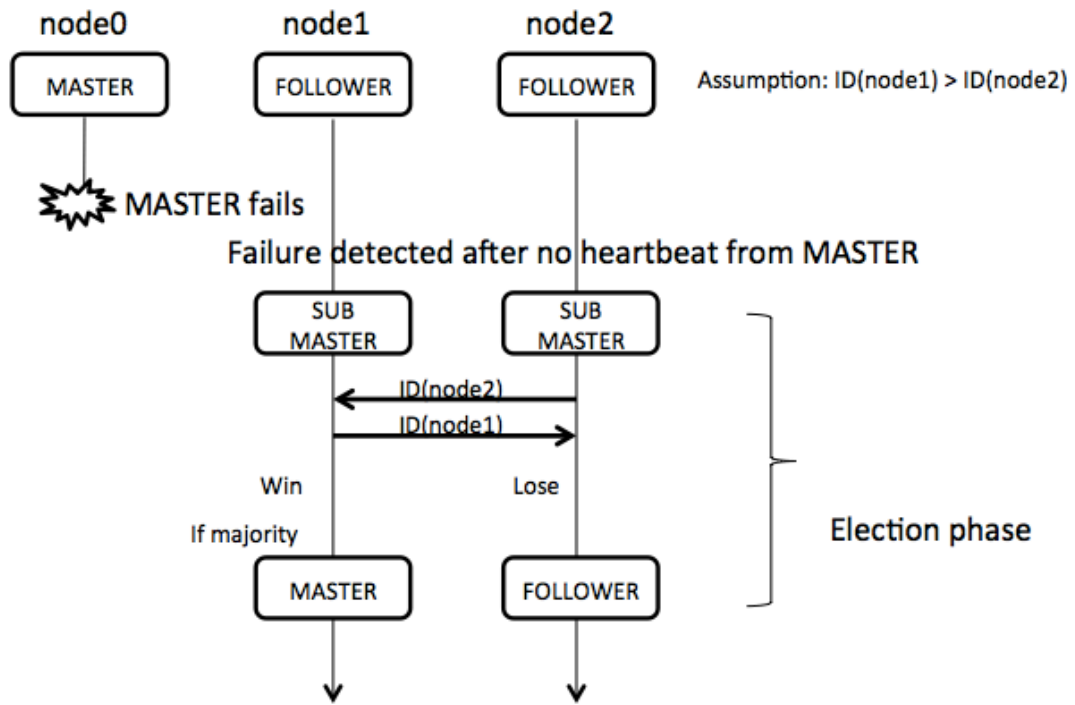 node0
node1
node2
MASTER
FOLLOWER
FOLLOWER
Assumption: ID(node1) > ID(node2)
MASTER fails
Failure detected after no heartbeat from MASTER
SUB
MASTER
SUB
MASTER
ID(node2)
ID(node1)
Win
Lose
If majority
Election phase
MASTER
FOLLOWER